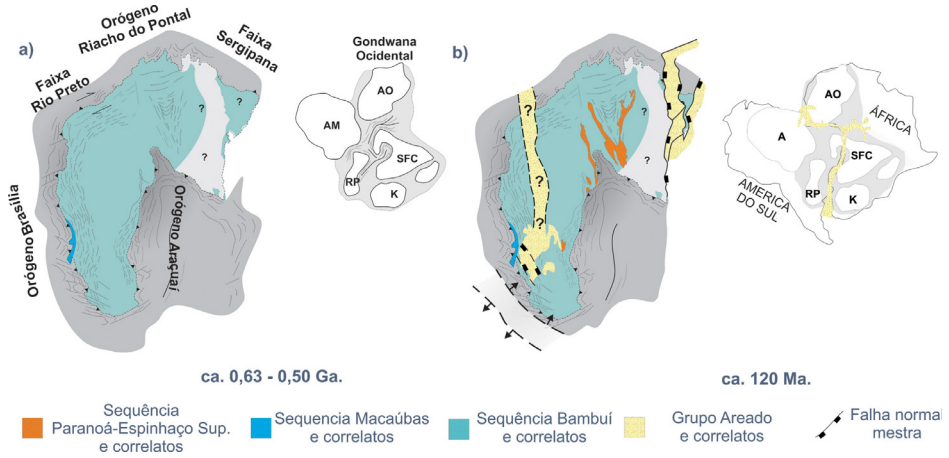 a)
Orógeno
Riacho do Pontal
Faixa
Sergipana
Faixa
Rio Preto
Orógeno Brasília
Orógeno Araçuaí
?
?
?
Gondwana
Ocidental
AO
AM
SFC
RP
K
b)
?
?
?
?
?
AO
ÁFRICA
A
SFC
RP
K
AMERICA
DO SUL
ca. 0,63 - 0,50 Ga.
ca. 120 Ma.
Sequência
Paranoá-Espinhaço Sup.
e correlatos
Sequencia Macaúbas
e correlatos
Sequência Bambuí
e correlatos
Grupo Areado
e correlatos
Falha normal
mestra